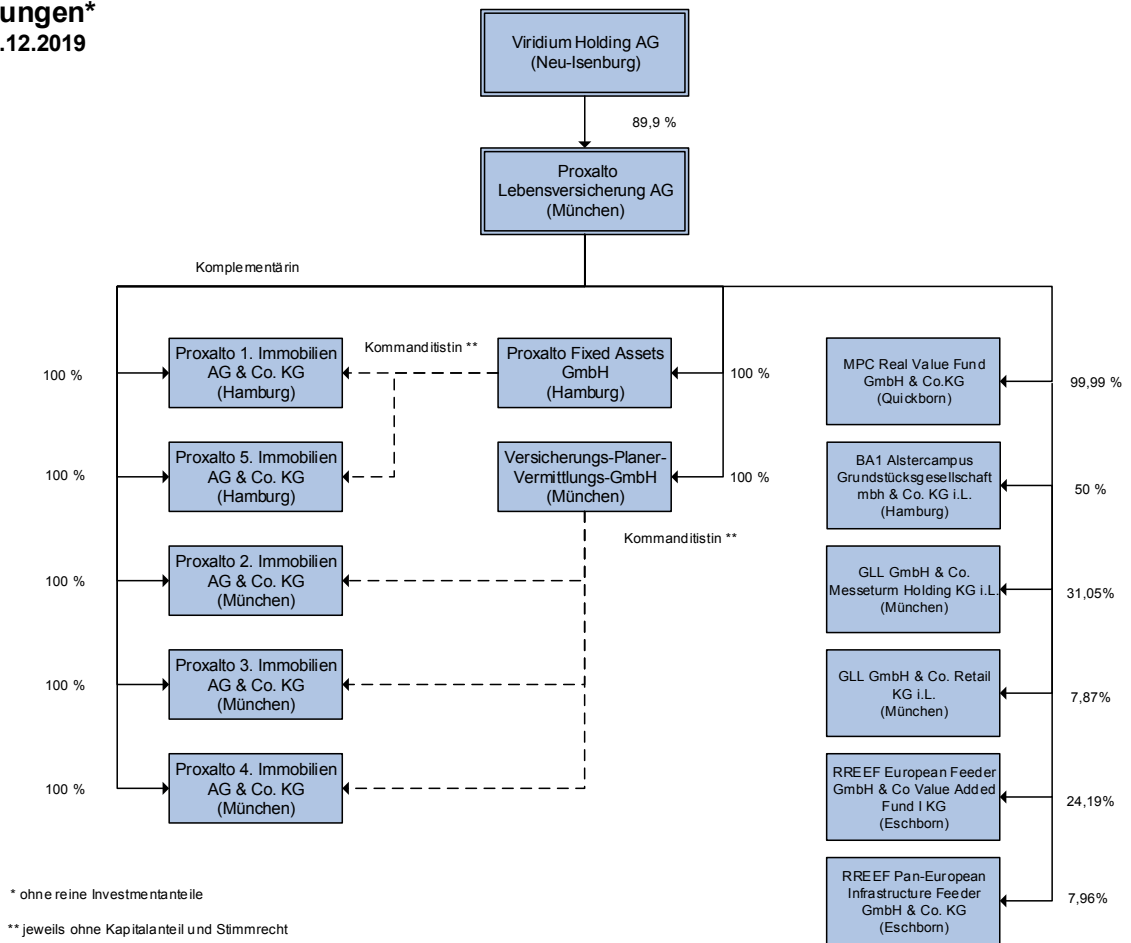 ungen*
.12.2019
Viridium Holding AG
(Neu-Isenburg)
89,9 %
Proxalto
Lebensversicherung AG
(München)
Komplementärin
100 %
Proxalto 1. Immobilien
AG & Co. KG
(Hamburg)
Kommanditistin **
Proxalto Fixed Assets
GmbH
(Hamburg)
100 %
MPC Real Value Fund
GmbH & Co.KG
(Quickborn)
99,99 %
100 %
Proxalto 5. Immobilien
AG & Co. KG
(Hamburg)
Versicherungs-Planer-
Vermittlungs-GmbH
(München)
100 %
BA1 Alstercampus
Grundstücksgesellschaft
mbh & Co. KG i.L.
(Hamburg)
50 %
Kommanditistin **
100 %
Proxalto 2. Immobilien
AG & Co. KG
(München)
GLL GmbH & Co.
Messeturm Holding KG i.L.
(München)
31,05%
100 %
Proxalto 3. Immobilien
AG & Co. KG
(München)
GLL GmbH & Co. Retail
KG i.L.
(München)
7,87%
100 %
Proxalto 4. Immobilien
AG & Co. KG
(München)
RREEF European Feeder
GmbH & Co Value Added
Fund I KG
(Eschborn)
24,19%
RREEF Pan-European
Infrastructure Feeder
GmbH & Co. KG
(Eschborn)
7,96%
* ohne reine Investmentanteile
** jeweils ohne Kapitalanteil und Stimmrecht